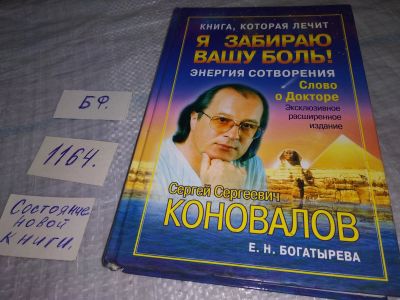 КНИГА, КОТОРАЯ ЛЕЧИТ
Я ЗАБИРАЮ
ВАШУ БОЛЬ!
ЭНЕРГИЯ СОТВОРЕНИЯ
Слово
о Докторе
Эксклюзивное
расширенное
издание
Сергей Сергеевич
КОНОВАЛОВ
Е. Н. БОГАТЫРЕВА
БФ.
1164.
Состояние
новой
книги.